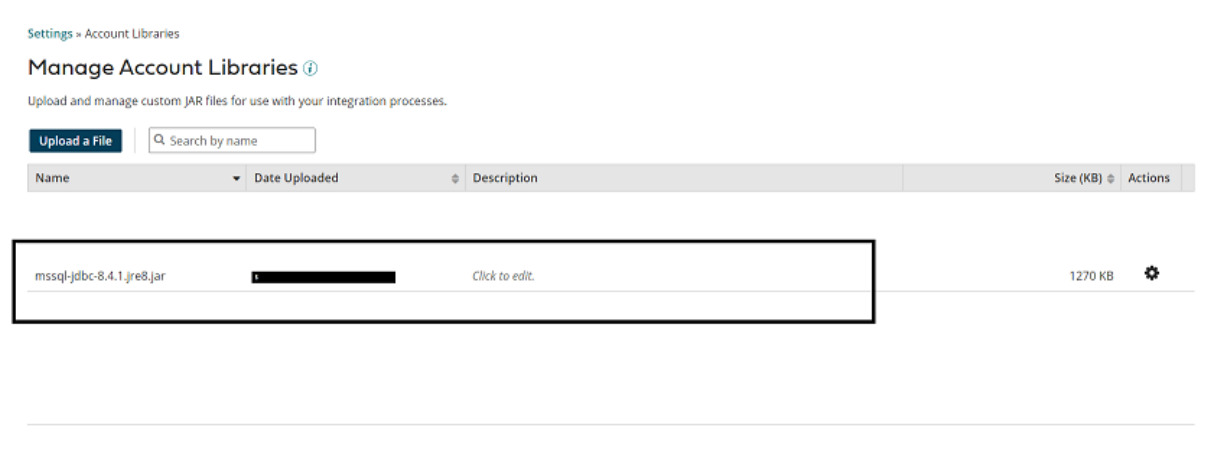 Settings » Account Libraries
Manage Account Libraries i
Upload and manage custom JAR files for use with your integration processes.
Upload a File Search by name
Name Date Uploaded Description Size (KB) Actions
mssql-jdbc-8.4.1.jre8.jar Click to edit. 1270 KB